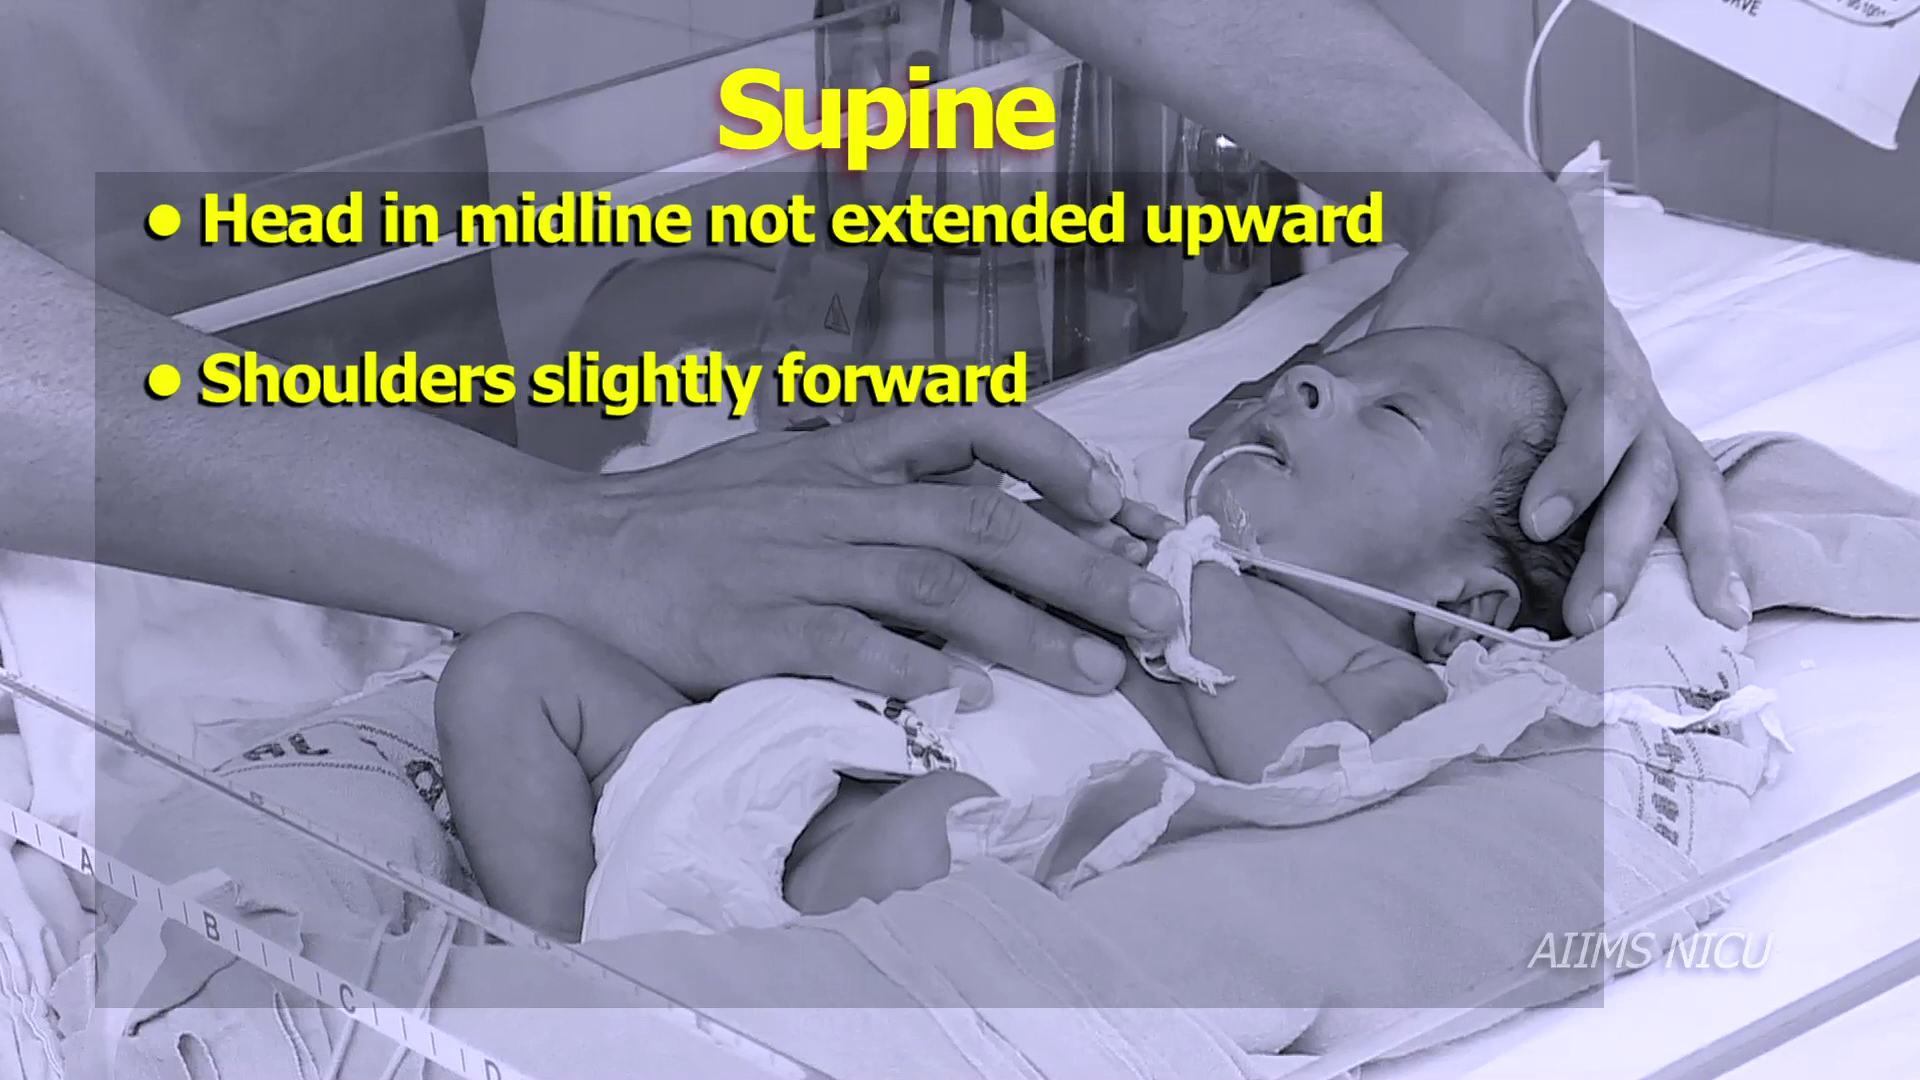 Supine
• Head in midline not extended upward
• Shoulders slightly forward
A
B
C
D
AIIMS NICU